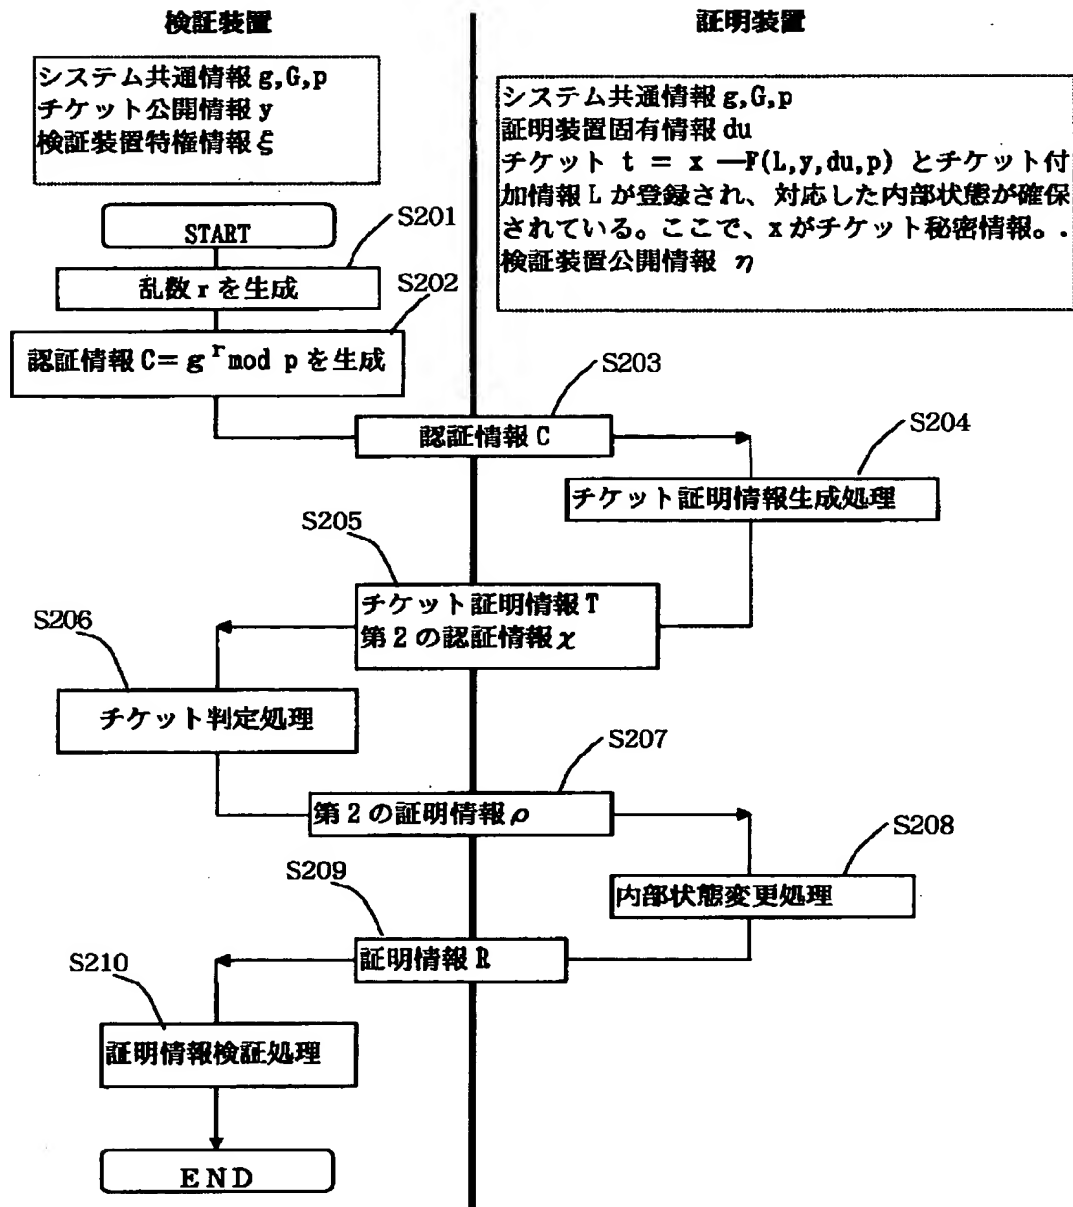 検証装置
証明装置
システム共通情報 g,G,p
チケット公開情報 y
検証装置特権情報 ξ
システム共通情報 g,G,p
証明装置固有情報 du
チケット t = x —F(L,y,du,p) とチケット付
加情報 L が登録され、対応した内部状態が確保
されている。ここで、x がチケット秘密情報。.
検証装置公開情報 η
START
S201
乱数 r を生成
S202
認証情報 C= g^r mod p を生成
S203
認証情報 C
S204
チケット証明情報生成処理
S205
チケット証明情報 T
第2の認証情報 χ
S206
チケット判定処理
S207
第2の証明情報 ρ
S208
内部状態変更処理
S209
証明情報 R
S210
証明情報検証処理
END